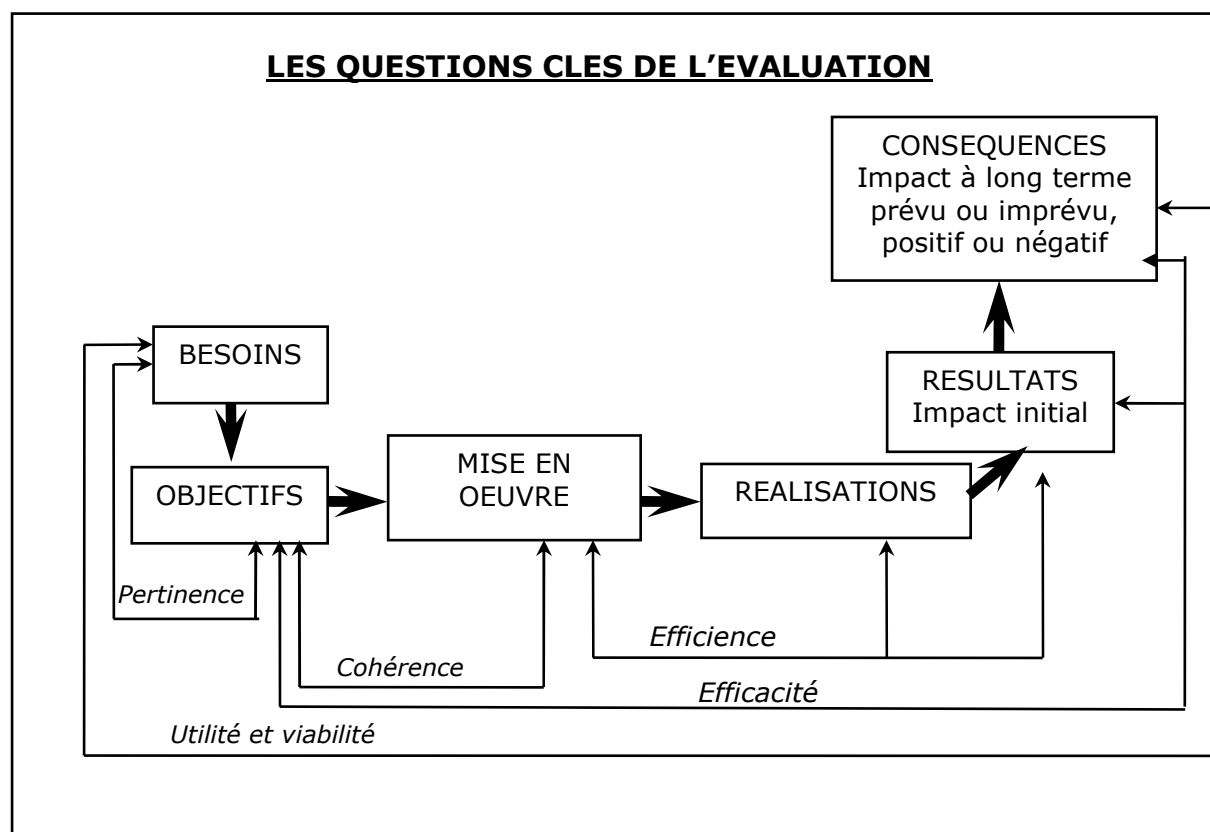 LES QUESTIONS CLES DE L'EVALUATION
CONSEQUENCES
Impact à long terme
prévu ou imprévu,
positif ou négatif
BESOINS
RESULTATS
Impact initial
OBJECTIFS
MISE EN
OEUVRE
REALISATIONS
Pertinence
Efficience
Cohérence
Efficacité
Utilité et viabilité